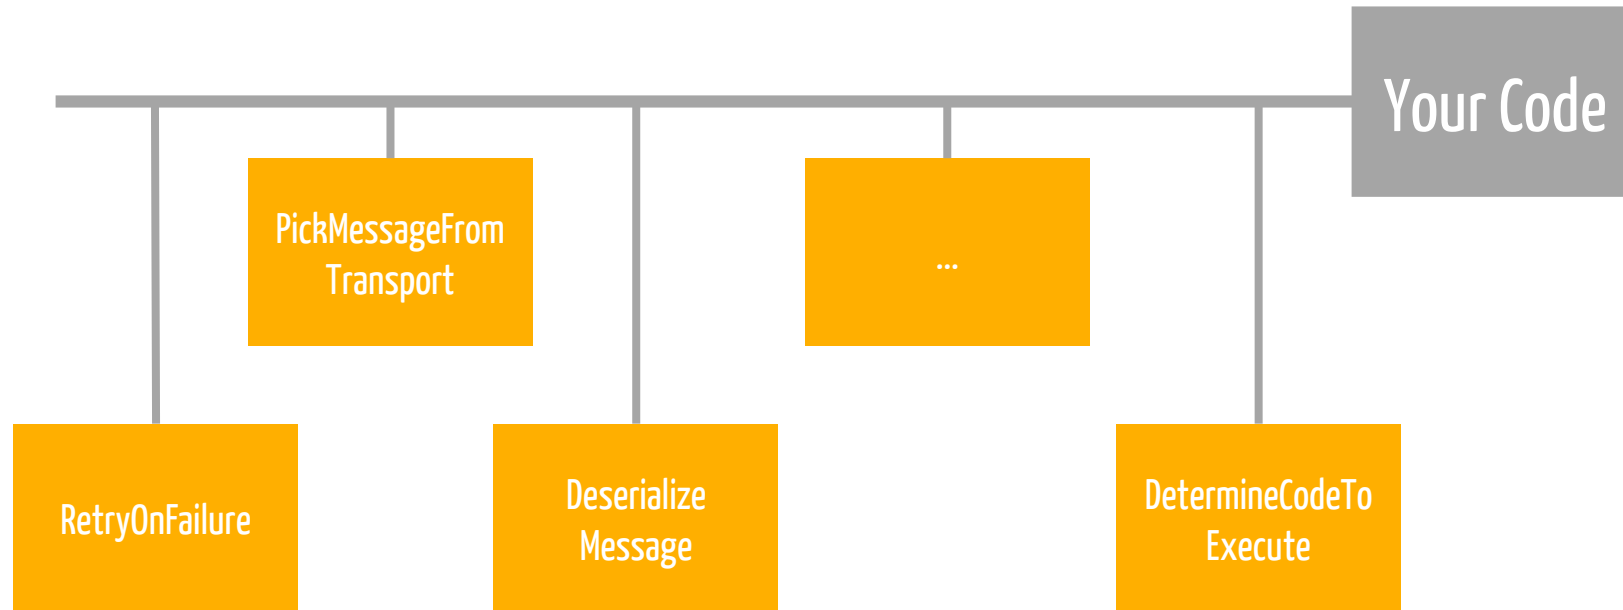 Your Code
PickMessageFrom
Transport
...
RetryOnFailure
Deserialize
Message
DetermineCodeTo
Execute